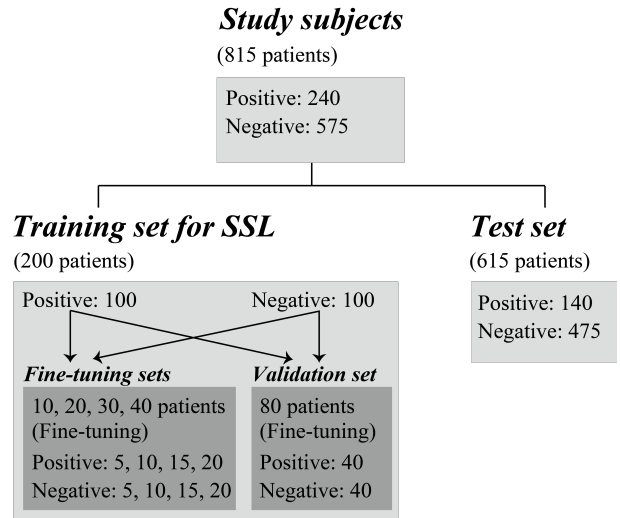 Study subjects
(815 patients)
Positive: 240
Negative: 575
Training set for SSL
(200 patients)
Positive: 100
Negative: 100
Fine-tuning sets
10, 20, 30, 40 patients
(Fine-tuning)
Positive: 5, 10, 15, 20
Negative: 5, 10, 15, 20
Validation set
80 patients
(Fine-tuning)
Positive: 40
Negative: 40
Test set
(615 patients)
Positive: 140
Negative: 475